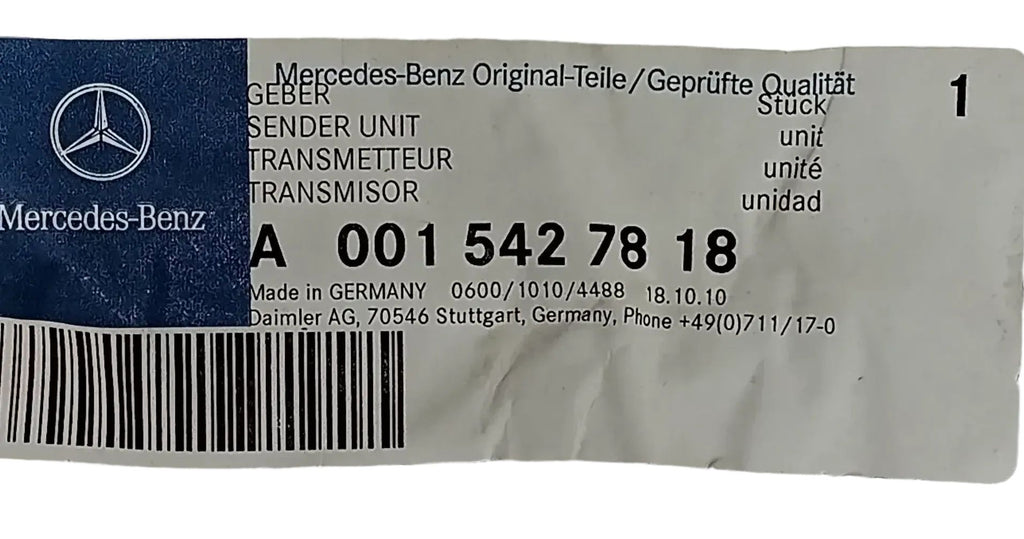 Mercedes-Benz Original-Teile/Geprüfte Qualität
1
GEBER Stück
SENDER UNIT unit
TRANSMETTEUR unité
TRANSMISOR unidad
Mercedes-Benz
A 001 542 78 18
Made in GERMANY 0600/1010/4488 18.10.10
Daimler AG, 70546 Stuttgart, Germany, Phone +49(0)711/17-0